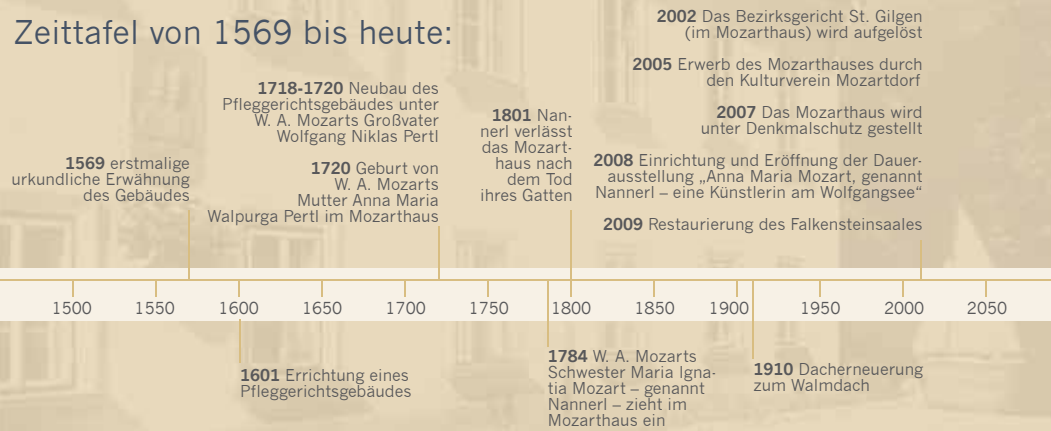 Zeittafel von 1569 bis heute:
1569 erstmalige
urkundliche Erwähnung
des Gebäudes
1718-1720 Neubau des
Pfleggerichtsgebäudes unter
W. A. Mozarts Großvater
Wolfgang Niklas Pertl
1720 Geburt von
W. A. Mozarts
Mutter Anna Maria
Walpurga Pertl im Mozarthaus
1801 Nan-
nerl verlässt
das Mozart-
haus nach
dem Tod
ihres Gatten
2002 Das Bezirksgericht St. Gilgen
(im Mozarthaus) wird aufgelöst
2005 Erwerb des Mozarthauses durch
den Kulturverein Mozartdorf
2007 Das Mozarthaus wird
unter Denkmalschutz gestellt
2008 Einrichtung und Eröffnung der Dauer-
ausstellung „Anna Maria Mozart, genannt
Nannerl – eine Künstlerin am Wolfgangsee“
2009 Restaurierung des Falkensteinsaales
1500 1550 1600 1650 1700 1750 1800 1850 1900 1950 2000 2050
1601 Errichtung eines
Pfleggerichtsgebäudes
1784 W. A. Mozarts
Schwester Maria Igna-
tia Mozart – genannt
Nannerl – zieht im
Mozarthaus ein
1910 Dacherneuerung
zum Walmdach